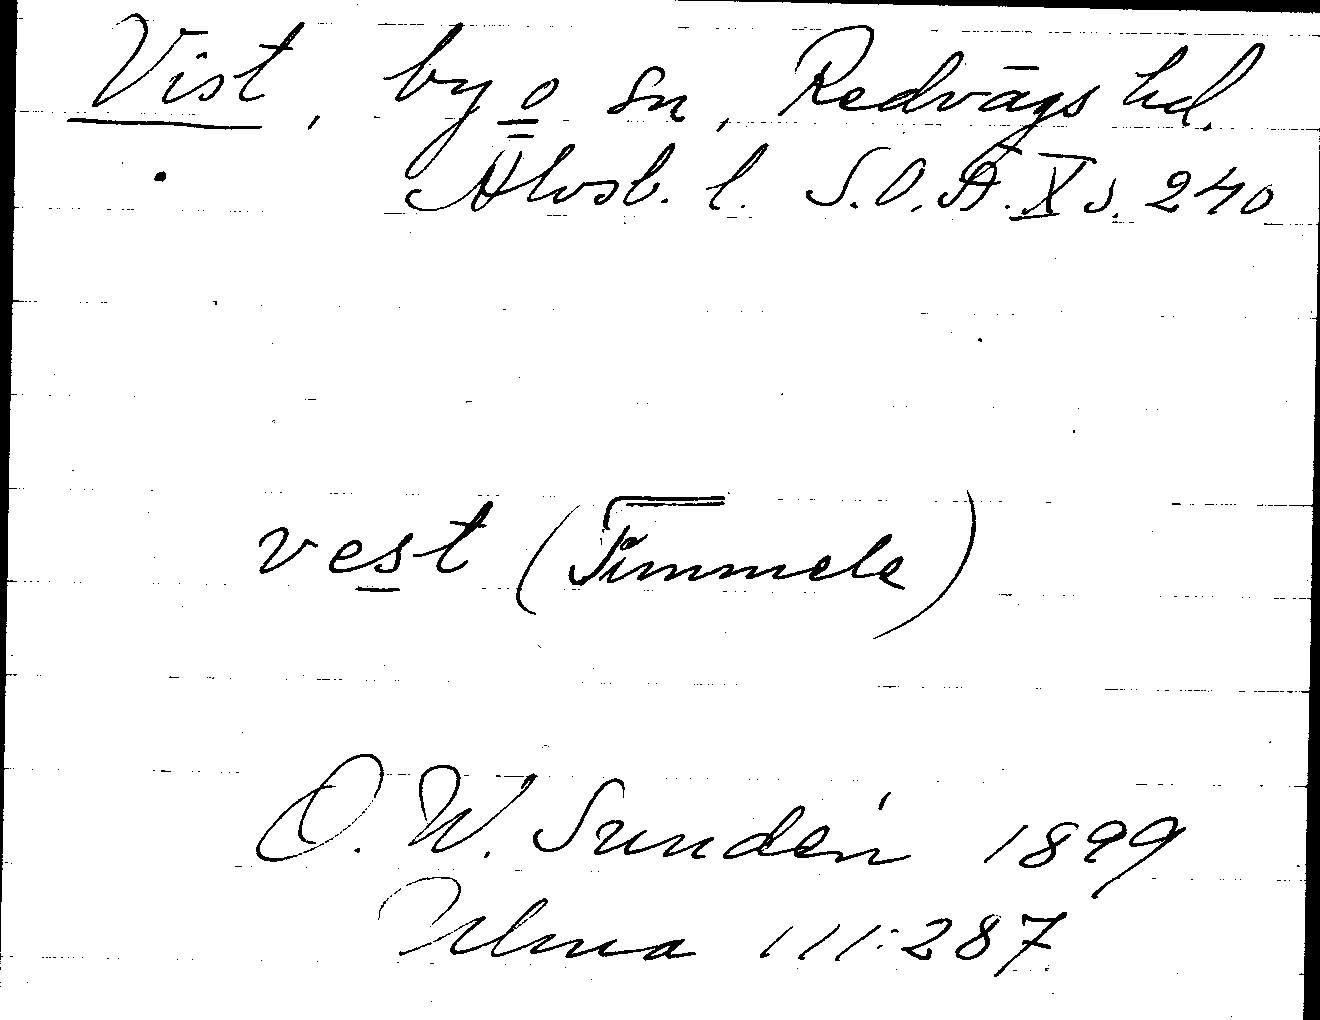 Vist, by o sn, Redvägs hd.
Älvsb. l. S.O.Ä. X s. 240
vest (Timmele)
O. W. Sundén 1899
Ulma 111:287